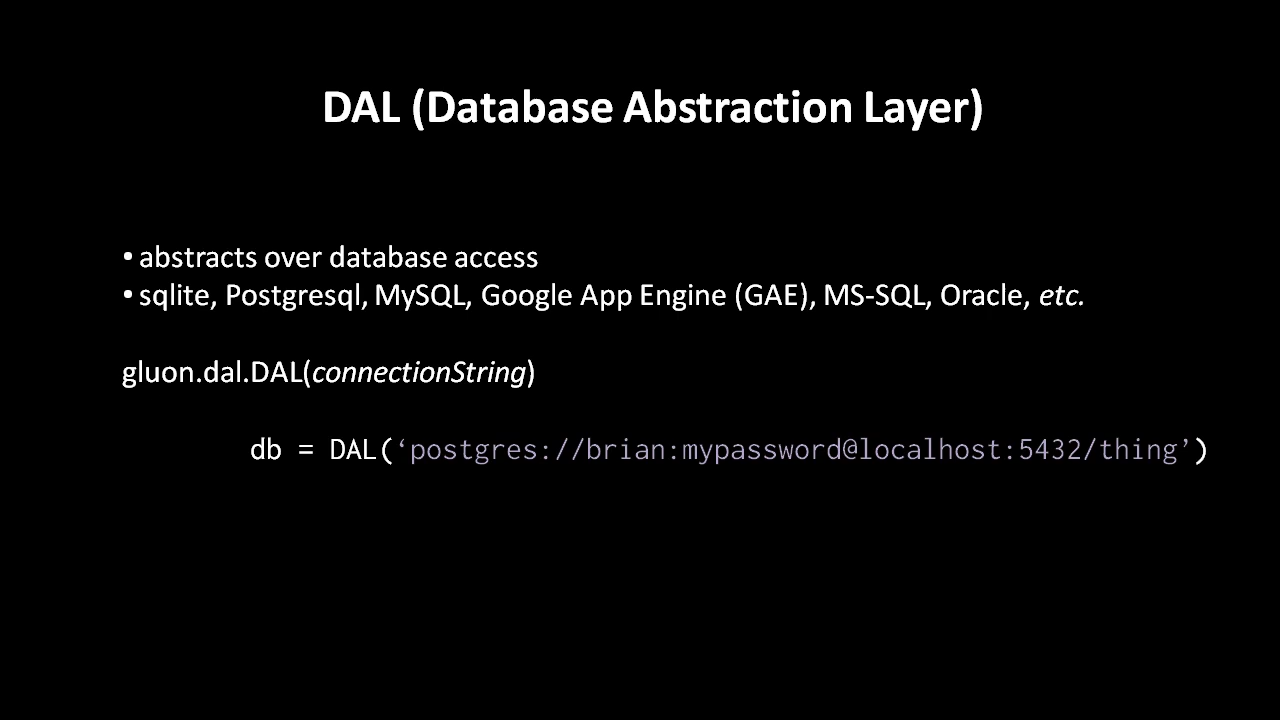 DAL (Database Abstraction Layer)
• abstracts over database access
• sqlite, Postgresql, MySQL, Google App Engine (GAE), MS-SQL, Oracle, etc.
gluon.dal.DAL(connectionString)
db = DAL(‘postgres://brian:mypassword@localhost:5432/thing’)